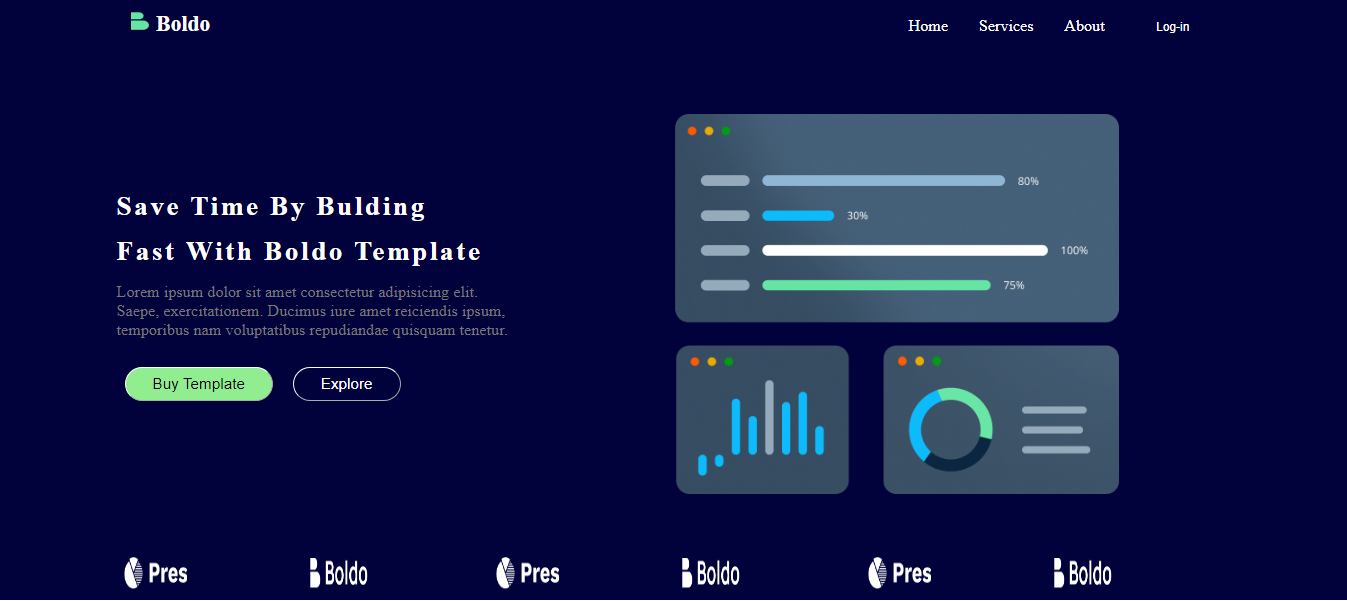 Boldo
Home Services About Log-in
80%
30%
100%
75%
Save Time By Bulding
Fast With Boldo Template
Lorem ipsum dolor sit amet consectetur adipisicing elit.
Saepe, exercitationem. Ducimus iure amet reiciendis ipsum,
temporibus nam voluptatibus repudiandae quisquam tenetur.
Buy Template Explore
Pres Boldo Pres Boldo Pres Boldo